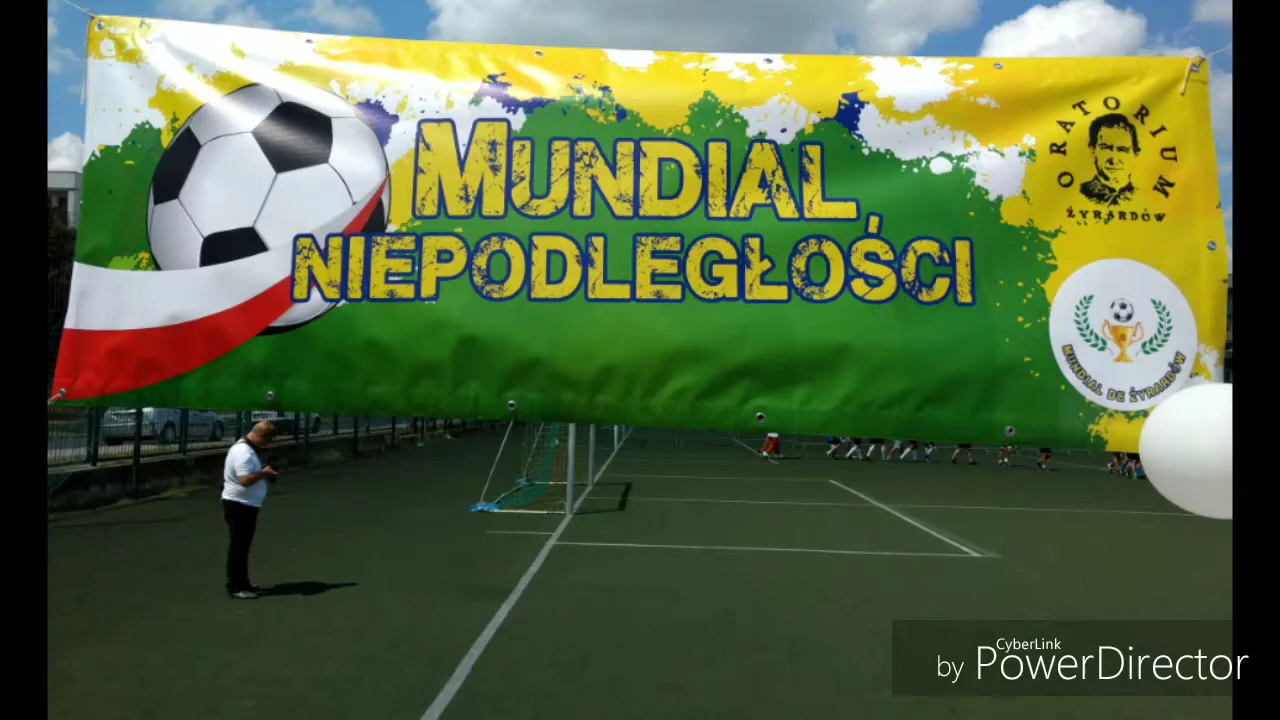 MUNDIAL
NIEPODLEGŁOŚCI
ORATORIUM
ŻYRARDÓW
MUNDIAL DE ŻYRARDÓW
CyberLink
by PowerDirector